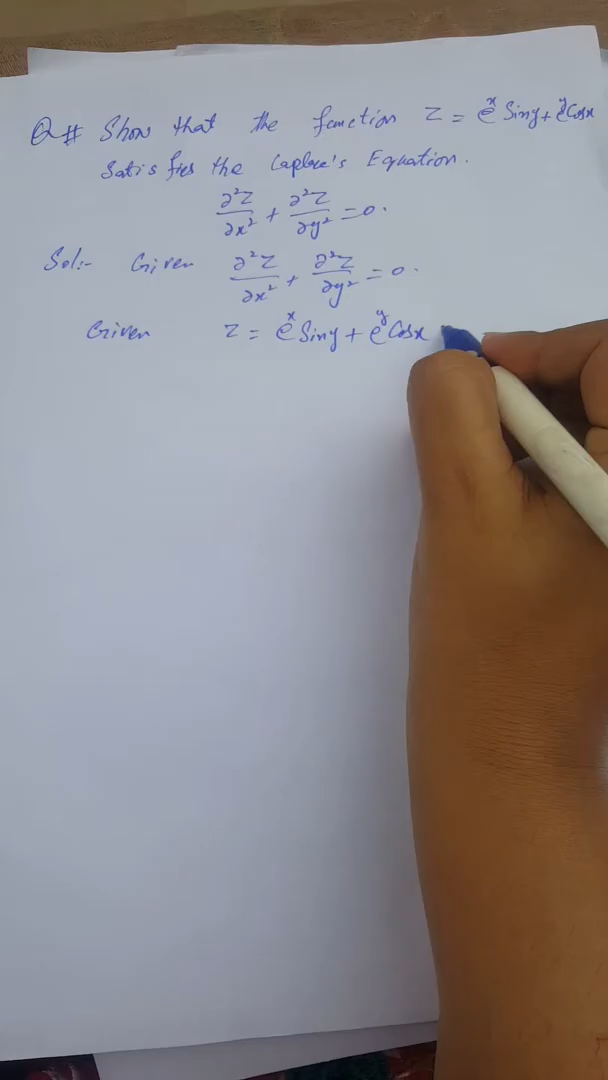 Q# Show that the function Z = e^x Siny + e^y Cosx
Satisfies the Laplace's Equation.
∂²Z/∂x² + ∂²Z/∂y² = 0.
Sol:- Given ∂²Z/∂x² + ∂²Z/∂y² = 0.
Given Z = e^x Siny + e^y Cosx